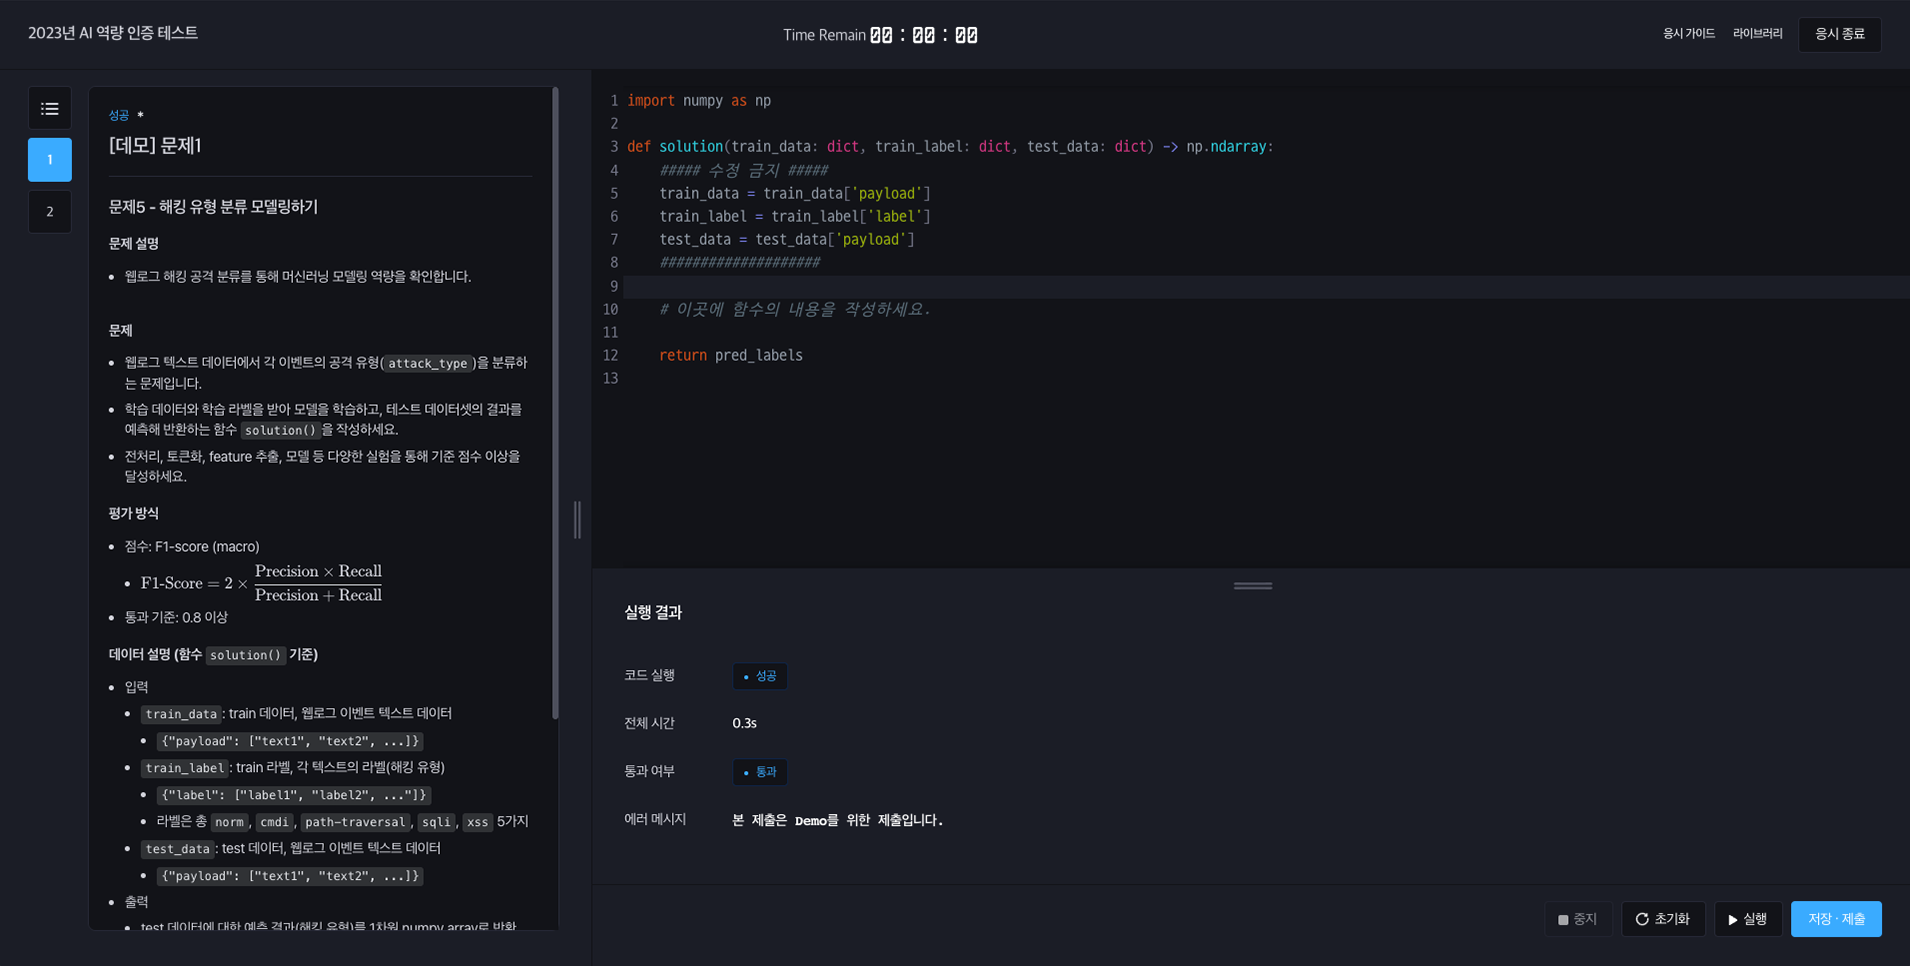 2023년 AI 역량 인증 테스트
Time Remain 00 : 00 : 00
응시 가이드
라이브러리
응시 종료
1
2
성공 *
[데모] 문제1
문제5 - 해킹 유형 분류 모델링하기
문제 설명
웹로그 해킹 공격 분류를 통해 머신러닝 모델링 역량을 확인합니다.
문제
웹로그 텍스트 데이터에서 각 이벤트의 공격 유형( attack_type )을 분류하
는 문제입니다.
학습 데이터와 학습 라벨을 받아 모델을 학습하고, 테스트 데이터셋의 결과를
예측해 반환하는 함수 solution() 을 작성하세요.
전처리, 토큰화, feature 추출, 모델 등 다양한 실험을 통해 기준 점수 이상을
달성하세요.
평가 방식
점수: F1-score (macro)
F1-Score = 2 × Precision × Recall
Precision + Recall
통과 기준: 0.8 이상
데이터 설명 (함수 solution() 기준)
입력
train_data : train 데이터, 웹로그 이벤트 텍스트 데이터
{"payload": ["text1", "text2", ...]}
train_label : train 라벨, 각 텍스트의 라벨(해킹 유형)
{"label": ["label1", "label2", ..."]}
라벨은 총 norm , cmdi , path-traversal , sqli , xss 5가지
test_data : test 데이터, 웹로그 이벤트 텍스트 데이터
{"payload": ["text1", "text2", ...]}
출력
test 데이터에 대한 예측 결과(해킹 유형)를 1차원 numpy array로 반환
1 import numpy as np
2
3 def solution(train_data: dict, train_label: dict, test_data: dict) -> np.ndarray:
4 ##### 수정 금지 #####
5 train_data = train_data['payload']
6 train_label = train_label['label']
7 test_data = test_data['payload']
8 ####################
9
10 # 이곳에 함수의 내용을 작성하세요.
11
12 return pred_labels
13
실행 결과
코드 실행 • 성공
전체 시간 0.3s
통과 여부 • 통과
에러 메시지 본 제출은 Demo를 위한 제출입니다.
중지
초기화
실행
저장 · 제출